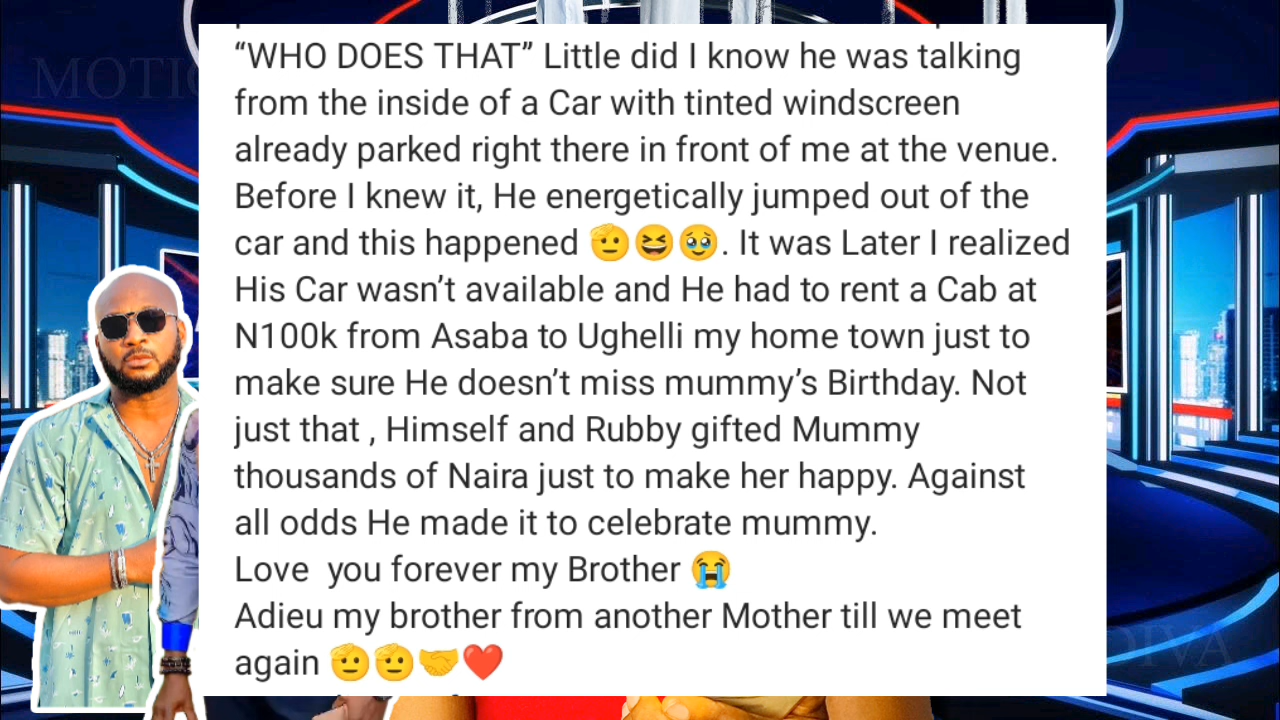 “WHO DOES THAT” Little did I know he was talking
from the inside of a Car with tinted windscreen
already parked right there in front of me at the venue.
Before I knew it, He energetically jumped out of the
car and this happened 🫡😆🥹. It was Later I realized
His Car wasn’t available and He had to rent a Cab at
N100k from Asaba to Ughelli my home town just to
make sure He doesn’t miss mummy’s Birthday. Not
just that , Himself and Rubby gifted Mummy
thousands of Naira just to make her happy. Against
all odds He made it to celebrate mummy.
Love  you forever my Brother 😭
Adieu my brother from another Mother till we meet
again 🫡🫡🤝❤️
DIVA